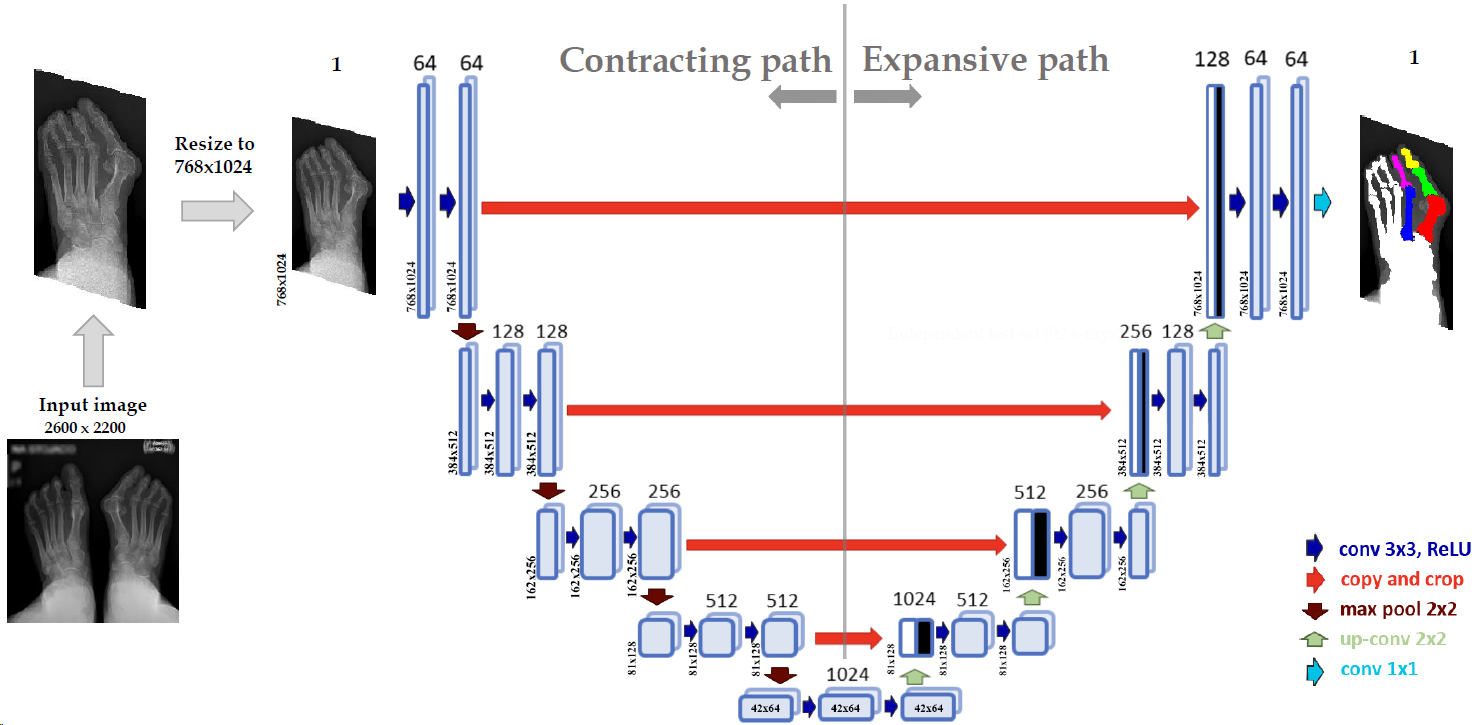 Contracting path
Expansive path
1
64
64
128
64
64
1
Resize to
768x1024
768x1024
768x1024
768x1024
768x1024
768x1024
768x1024
128
128
256
128
Input image
2600 x 2200
NA STOJACO
P
384x512
384x512
384x512
384x512
384x512
384x512
256
256
512
256
162x256
162x256
162x256
162x256
162x256
162x256
512
512
1024
512
81x128
81x128
81x128
81x128
81x128
81x128
1024
42x64
42x64
42x64
conv 3x3, ReLU
copy and crop
max pool 2x2
up-conv 2x2
conv 1x1